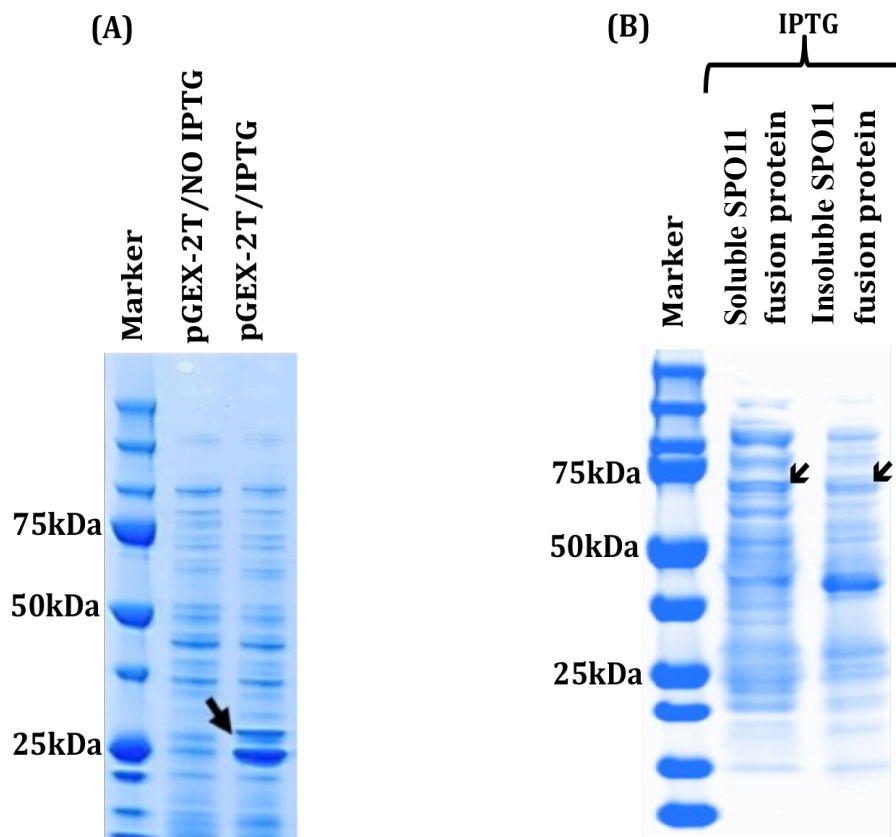 (A)
Marker
pGEX-2T/NO IPTG
pGEX-2T/IPTG
75kDa
50kDa
25kDa
(B)
IPTG
Marker
Soluble SPO11
fusion protein
Insoluble SPO11
fusion protein
75kDa
50kDa
25kDa